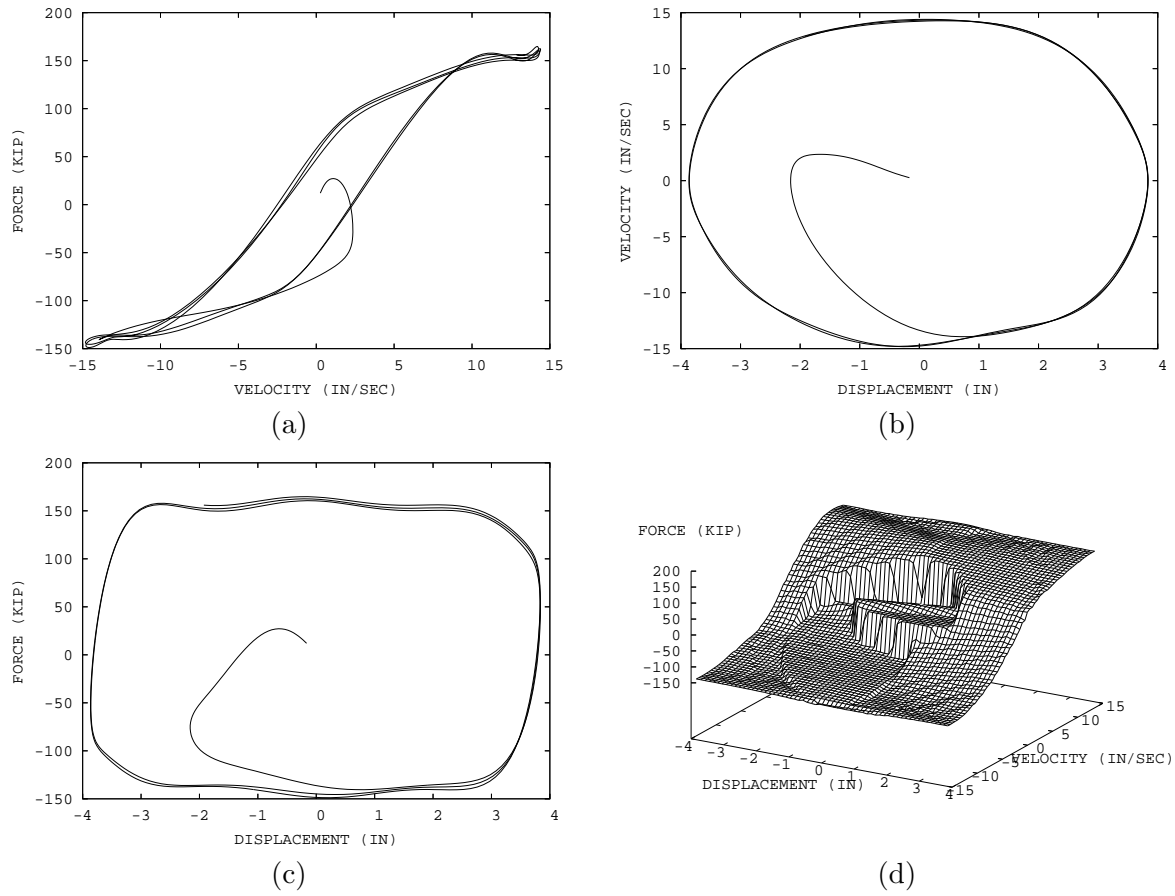 200
150
100
50
0
-50
-100
-150
-15 -10 -5 0 5 10 15
FORCE (KIP)
VELOCITY (IN/SEC)
(a)
15
10
5
0
-5
-10
-15
-4 -3 -2 -1 0 1 2 3 4
VELOCITY (IN/SEC)
DISPLACEMENT (IN)
(b)
200
150
100
50
0
-50
-100
-150
-4 -3 -2 -1 0 1 2 3 4
FORCE (KIP)
DISPLACEMENT (IN)
(c)
FORCE (KIP)
200
150
100
50
0
-50
-100
-150
-4 -3 -2 -1 0 1 2 3 4
DISPLACEMENT (IN)
-15 -10 -5 0 5 10 15
VELOCITY (IN/SEC)
(d)